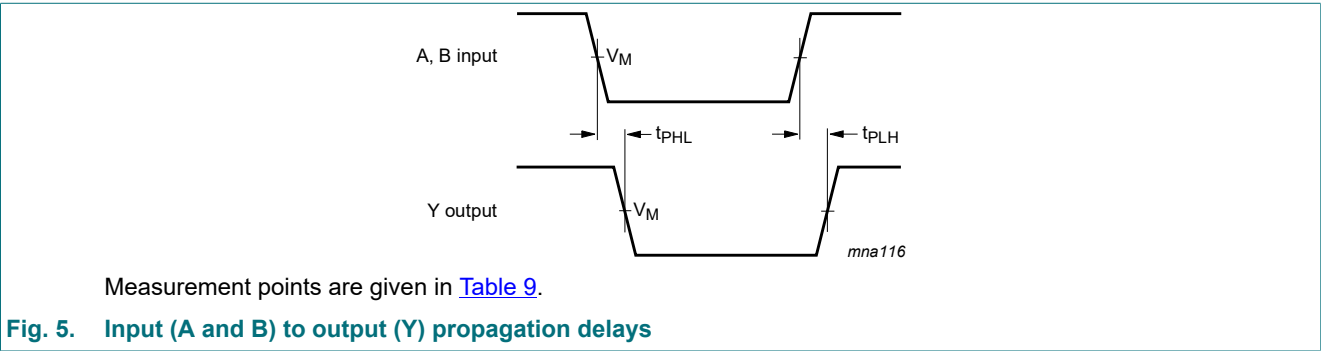 A, B input
VM
tPHL
tPLH
Y output
VM
mna116
Measurement points are given in Table 9.
Fig. 5. Input (A and B) to output (Y) propagation delays